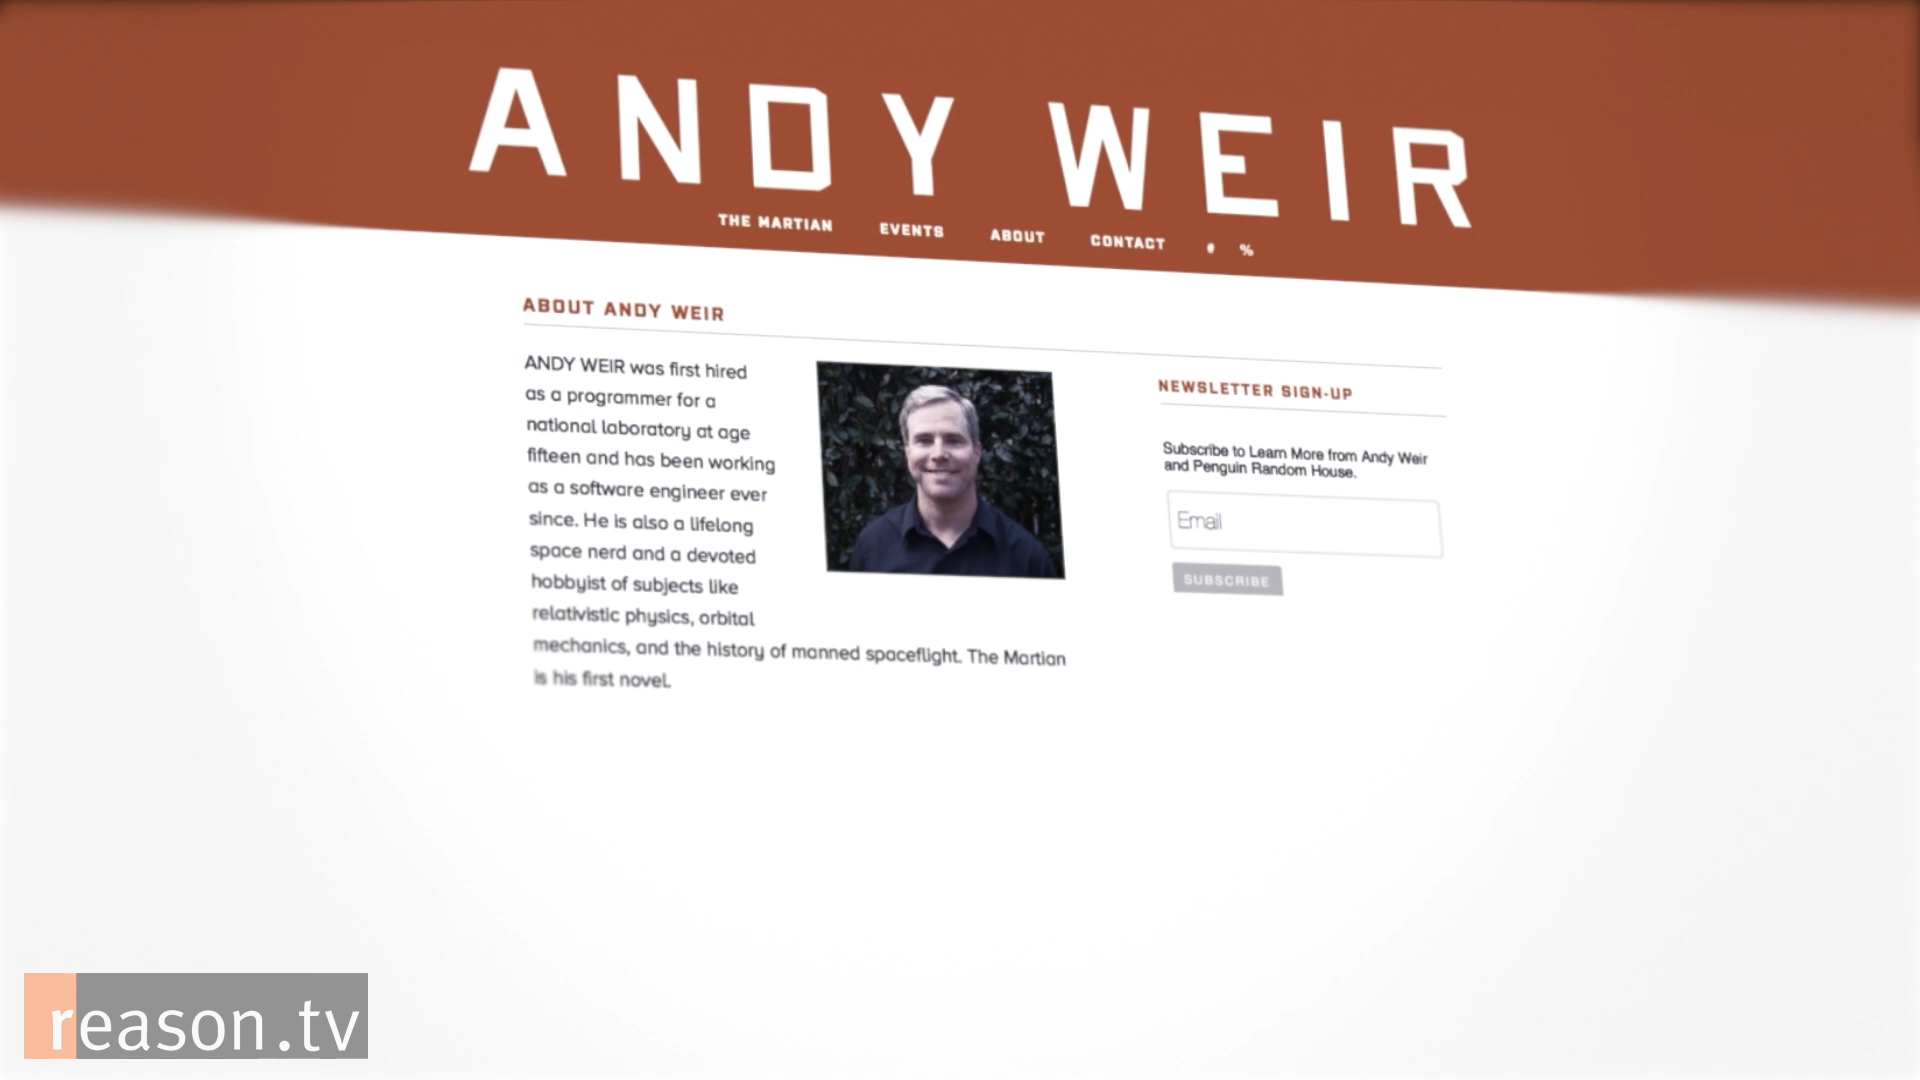 ANDY WEIR
THE MARTIAN EVENTS ABOUT CONTACT %
ABOUT ANDY WEIR
ANDY WEIR was first hired
as a programmer for a
national laboratory at age
fifteen and has been working
as a software engineer ever
since. He is also a lifelong
space nerd and a devoted
hobbyist of subjects like
relativistic physics, orbital
mechanics, and the history of manned spaceflight. The Martian
is his first novel.
NEWSLETTER SIGN-UP
Subscribe to Learn More from Andy Weir
and Penguin Random House.
Email
SUBSCRIBE
reason.tv